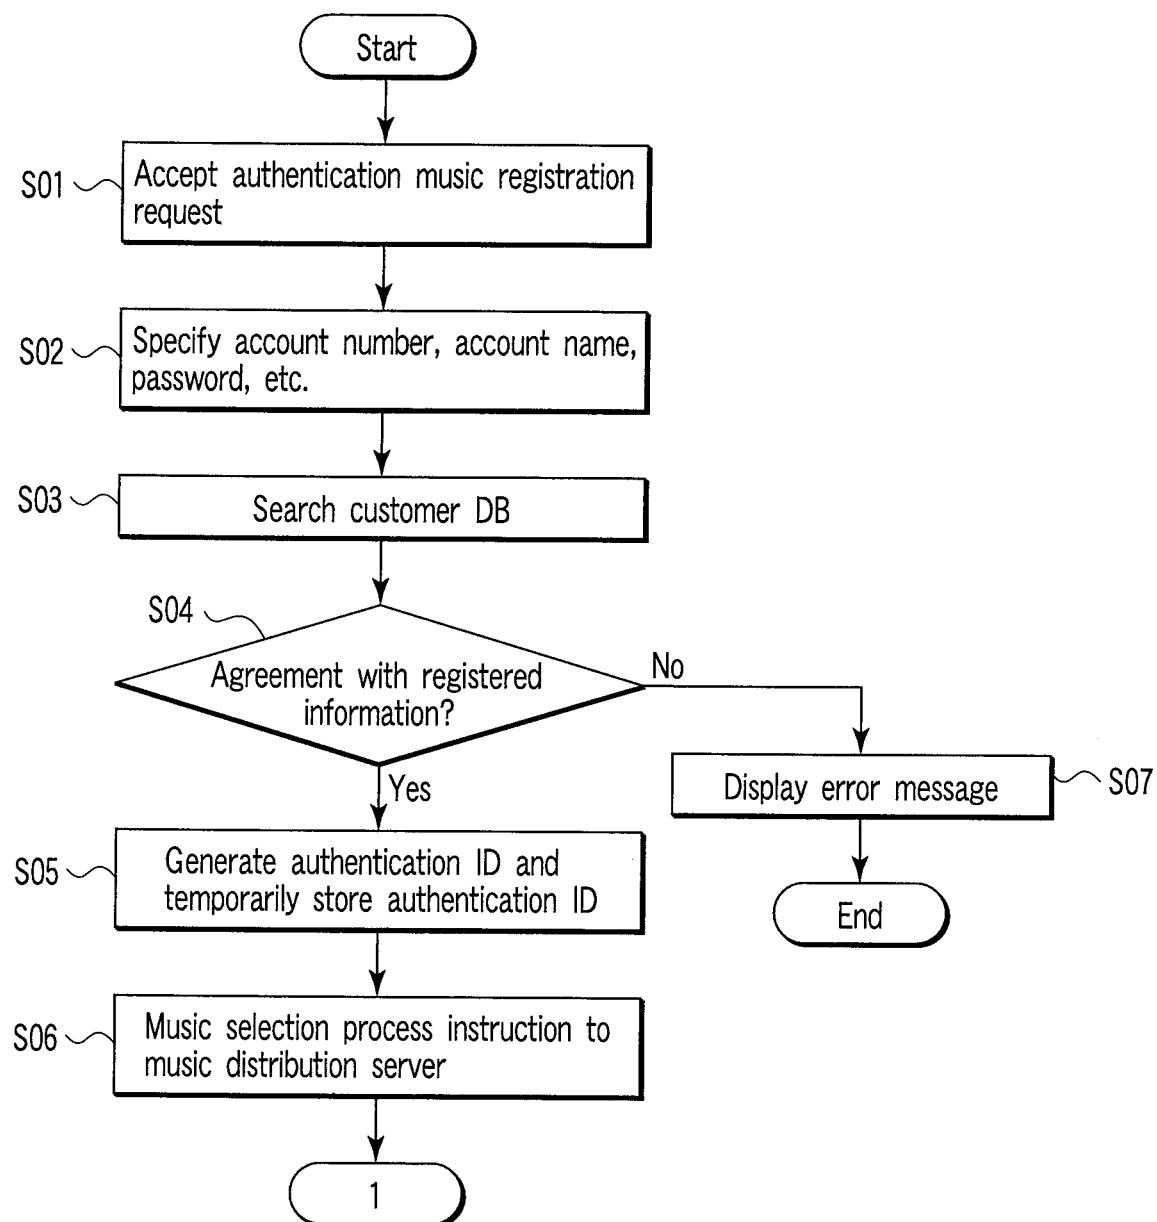 Start
S01
Accept authentication music registration
request
S02
Specify account number, account name,
password, etc.
S03
Search customer DB
S04
Agreement with registered
information?
No
Yes
Display error message
S07
S05
Generate authentication ID and
temporarily store authentication ID
End
S06
Music selection process instruction to
music distribution server
1